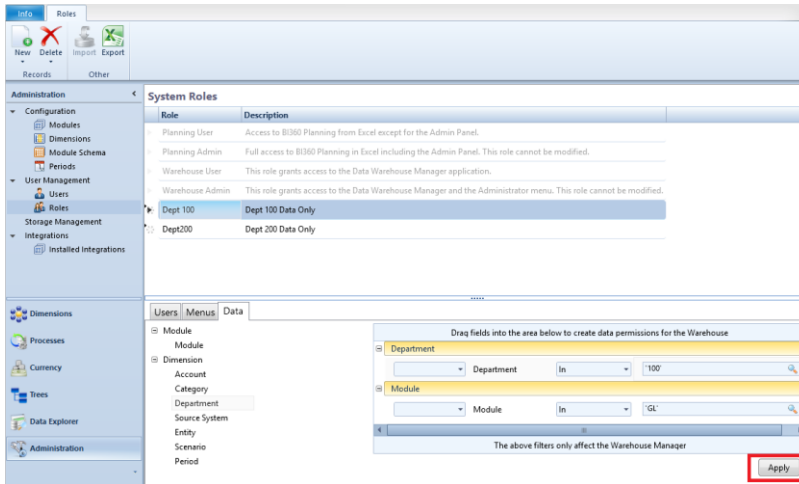 Info Roles
New Delete Import Export
Records Other
Administration
Configuration
Modules
Dimensions
Module Schema
Periods
User Management
Users
Roles
Storage Management
Integrations
Installed Integrations
Dimensions
Processes
Currency
Trees
Data Explorer
Administration
System Roles
Role Description
Planning User Access to BI360 Planning from Excel except for the Admin Panel.
Planning Admin Full access to BI360 Planning in Excel including the Admin Panel. This role cannot be modified.
Warehouse User This role grants access to the Data Warehouse Manager application.
Warehouse Admin This role grants access to the Data Warehouse Manager and the Administrator menu. This role cannot be modified.
Dept 100 Dept 100 Data Only
Dept200 Dept 200 Data Only
Users Menus Data
Module
Module
Dimension
Account
Category
Department
Source System
Entity
Scenario
Period
Drag fields into the area below to create data permissions for the Warehouse
Department
Department In '100'
Module
Module In 'GL'
The above filters only affect the Warehouse Manager
Apply